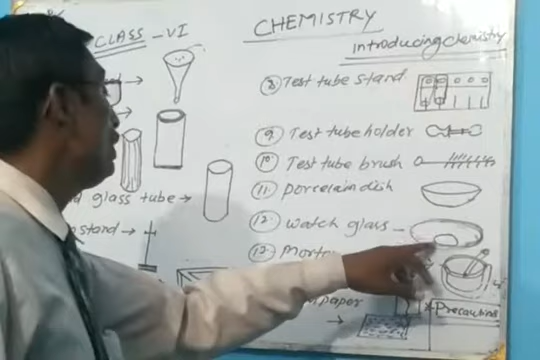 CLASS - VI
d glass tube →
stand →
CHEMISTRY
Introducing chemistry
8 Test tube stand
9 Test tube holder
10. Test tube brush
11. Porcelain dish
12. Watch glass -
12. Morta
paper
Precautions